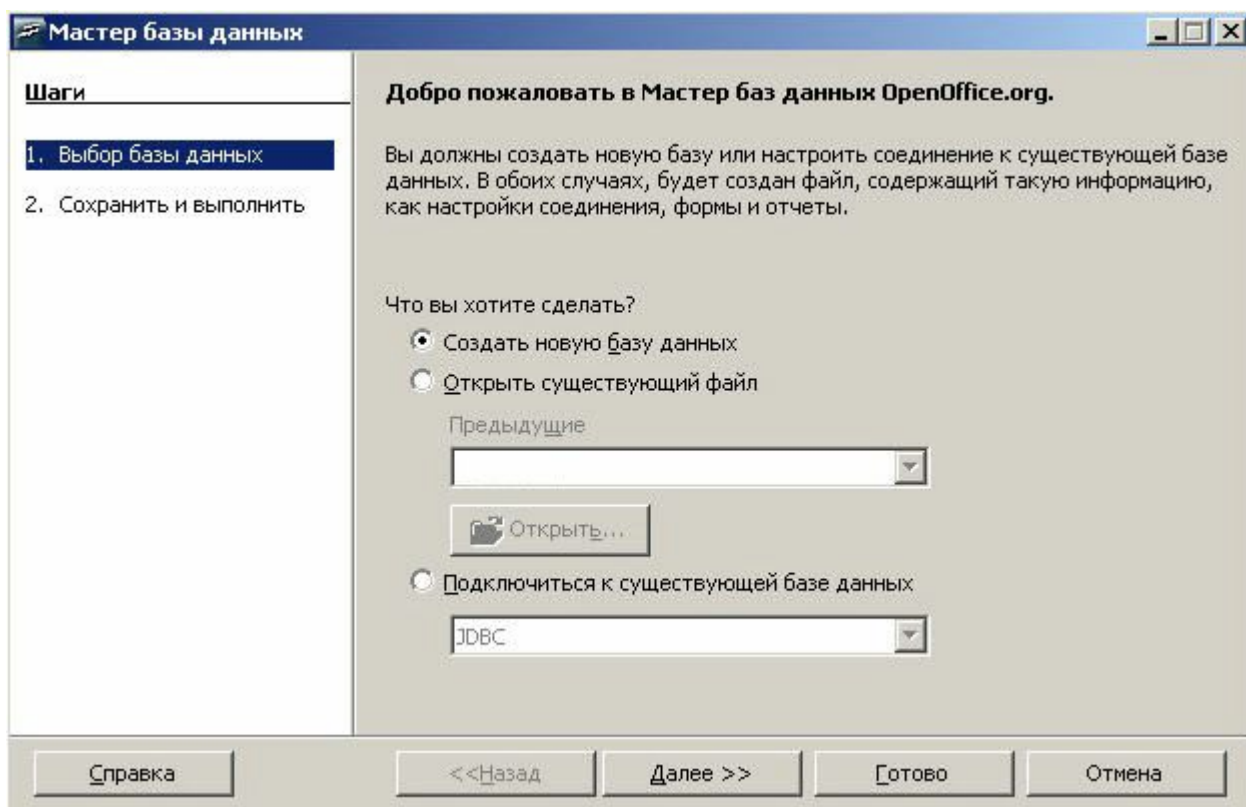 Мастер базы данных
Шаги
1. Выбор базы данных
2. Сохранить и выполнить
Добро пожаловать в Мастер баз данных OpenOffice.org.
Вы должны создать новую базу или настроить соединение к существующей базе
данных. В обоих случаях, будет создан файл, содержащий такую информацию,
как настройки соединения, формы и отчеты.
Что вы хотите сделать?
Создать новую базу данных
Открыть существующий файл
Предыдущие
Открыть...
Подключиться к существующей базе данных
JDBC
Справка
<<Назад
Далее >>
Готово
Отмена